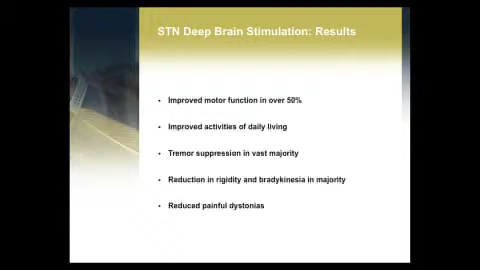 STN Deep Brain Stimulation: Results
• Improved motor function in over 50%
• Improved activities of daily living
• Tremor suppression in vast majority
• Reduction in rigidity and bradykinesia in majority
• Reduced painful dystonias